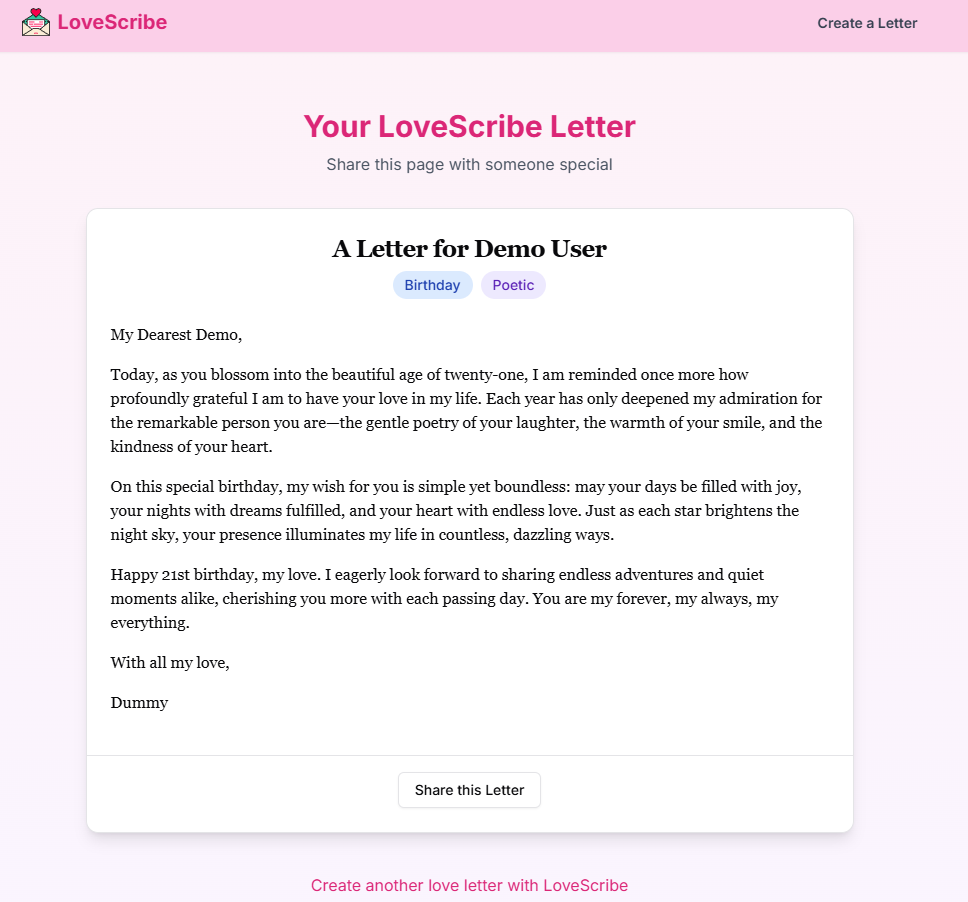 LoveScribe
Create a Letter
Your LoveScribe Letter
Share this page with someone special
A Letter for Demo User
Birthday
Poetic
My Dearest Demo,
Today, as you blossom into the beautiful age of twenty-one, I am reminded once more how
profoundly grateful I am to have your love in my life. Each year has only deepened my admiration for
the remarkable person you are—the gentle poetry of your laughter, the warmth of your smile, and the
kindness of your heart.
On this special birthday, my wish for you is simple yet boundless: may your days be filled with joy,
your nights with dreams fulfilled, and your heart with endless love. Just as each star brightens the
night sky, your presence illuminates my life in countless, dazzling ways.
Happy 21st birthday, my love. I eagerly look forward to sharing endless adventures and quiet
moments alike, cherishing you more with each passing day. You are my forever, my always, my
everything.
With all my love,
Dummy
Share this Letter
Create another love letter with LoveScribe